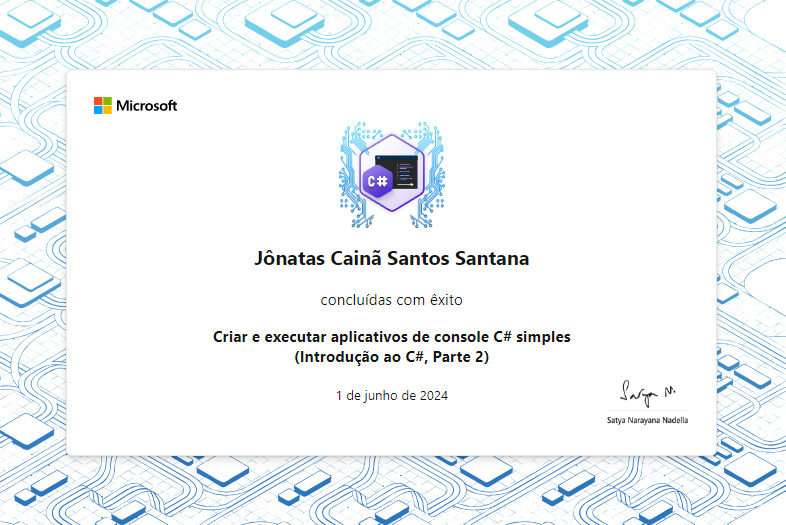 Microsoft
C#
Jônatas Cainã Santos Santana
concluídas com êxito
Criar e executar aplicativos de console C# simples
(Introdução ao C#, Parte 2)
1 de junho de 2024
Satya N.
Satya Narayana Nadella